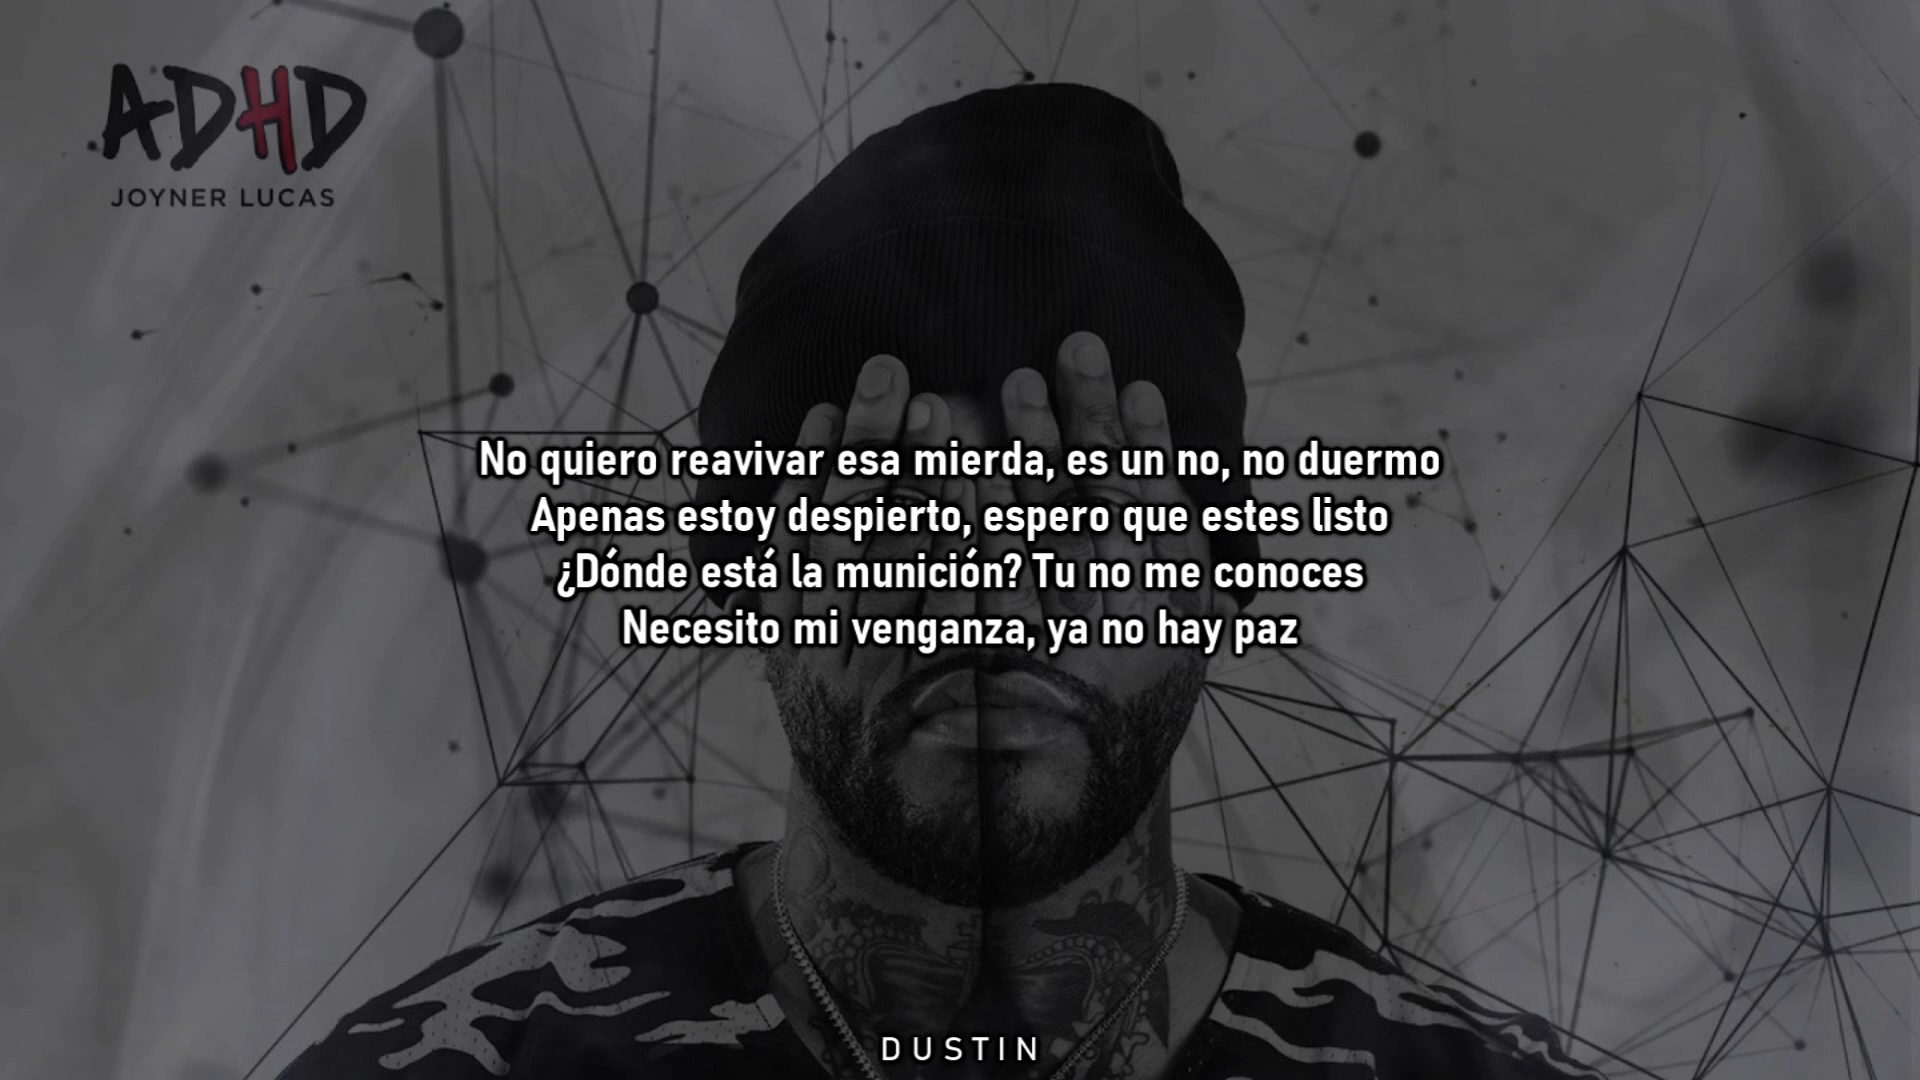 ADHD
JOYNER LUCAS
No quiero reavivar esa mierda, es un no, no duermo
Apenas estoy despierto, espero que estes listo
¿Dónde está la munición? Tu no me conoces
Necesito mi venganza, ya no hay paz
DUSTIN